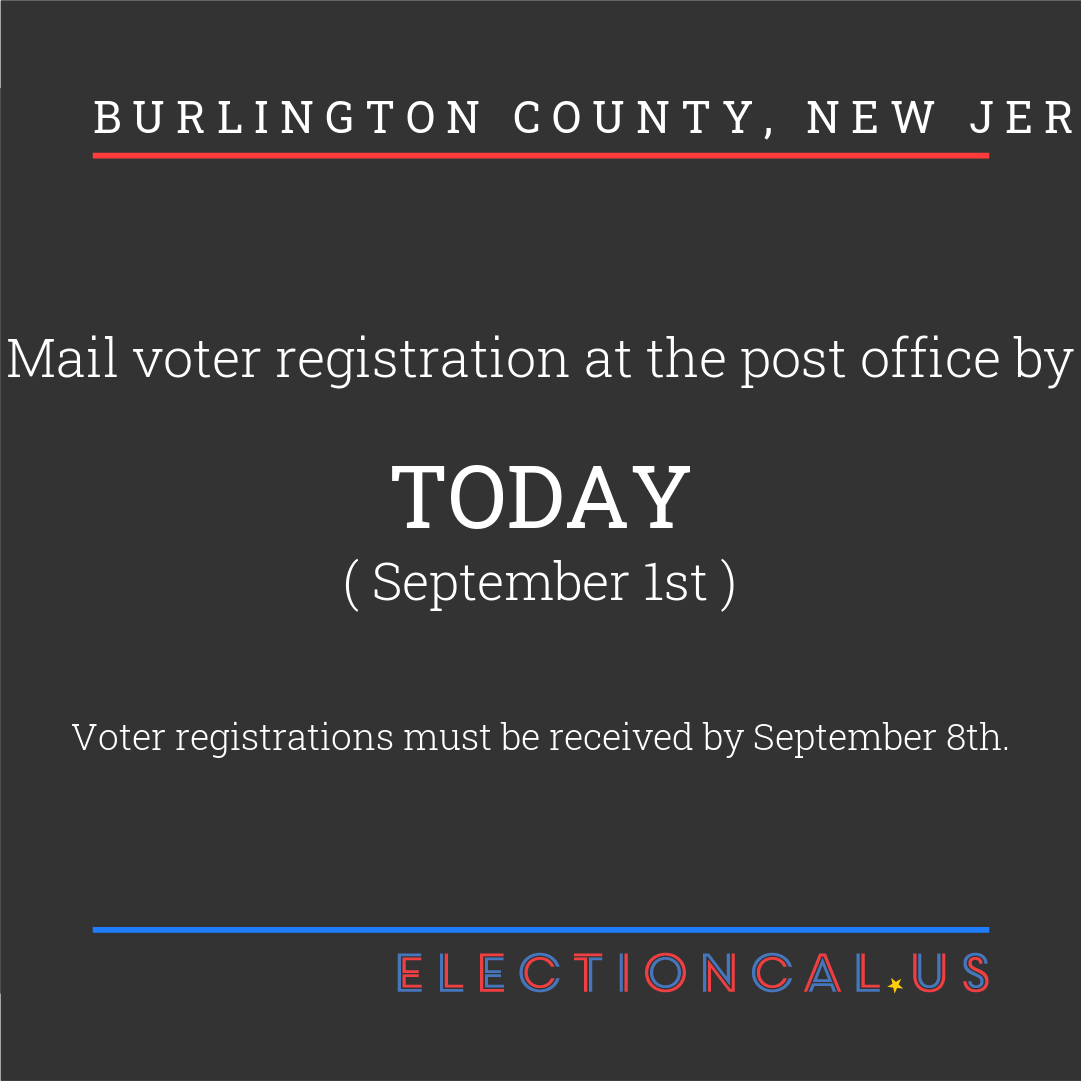 BURLINGTON COUNTY, NEW JER
Mail voter registration at the post office by
TODAY
( September 1st )
Voter registrations must be received by September 8th.
ELECTIONCAL.US